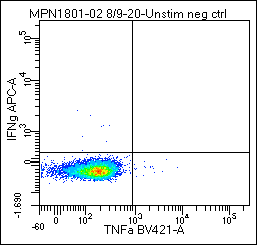 MPN1801-02 8/9-20-Unstim neg ctrl
IFNg APC-A
10^5
10^4
10^3
0
-1.690
-60 0 10^2 10^3 10^4 10^5
TNFa BV421-A